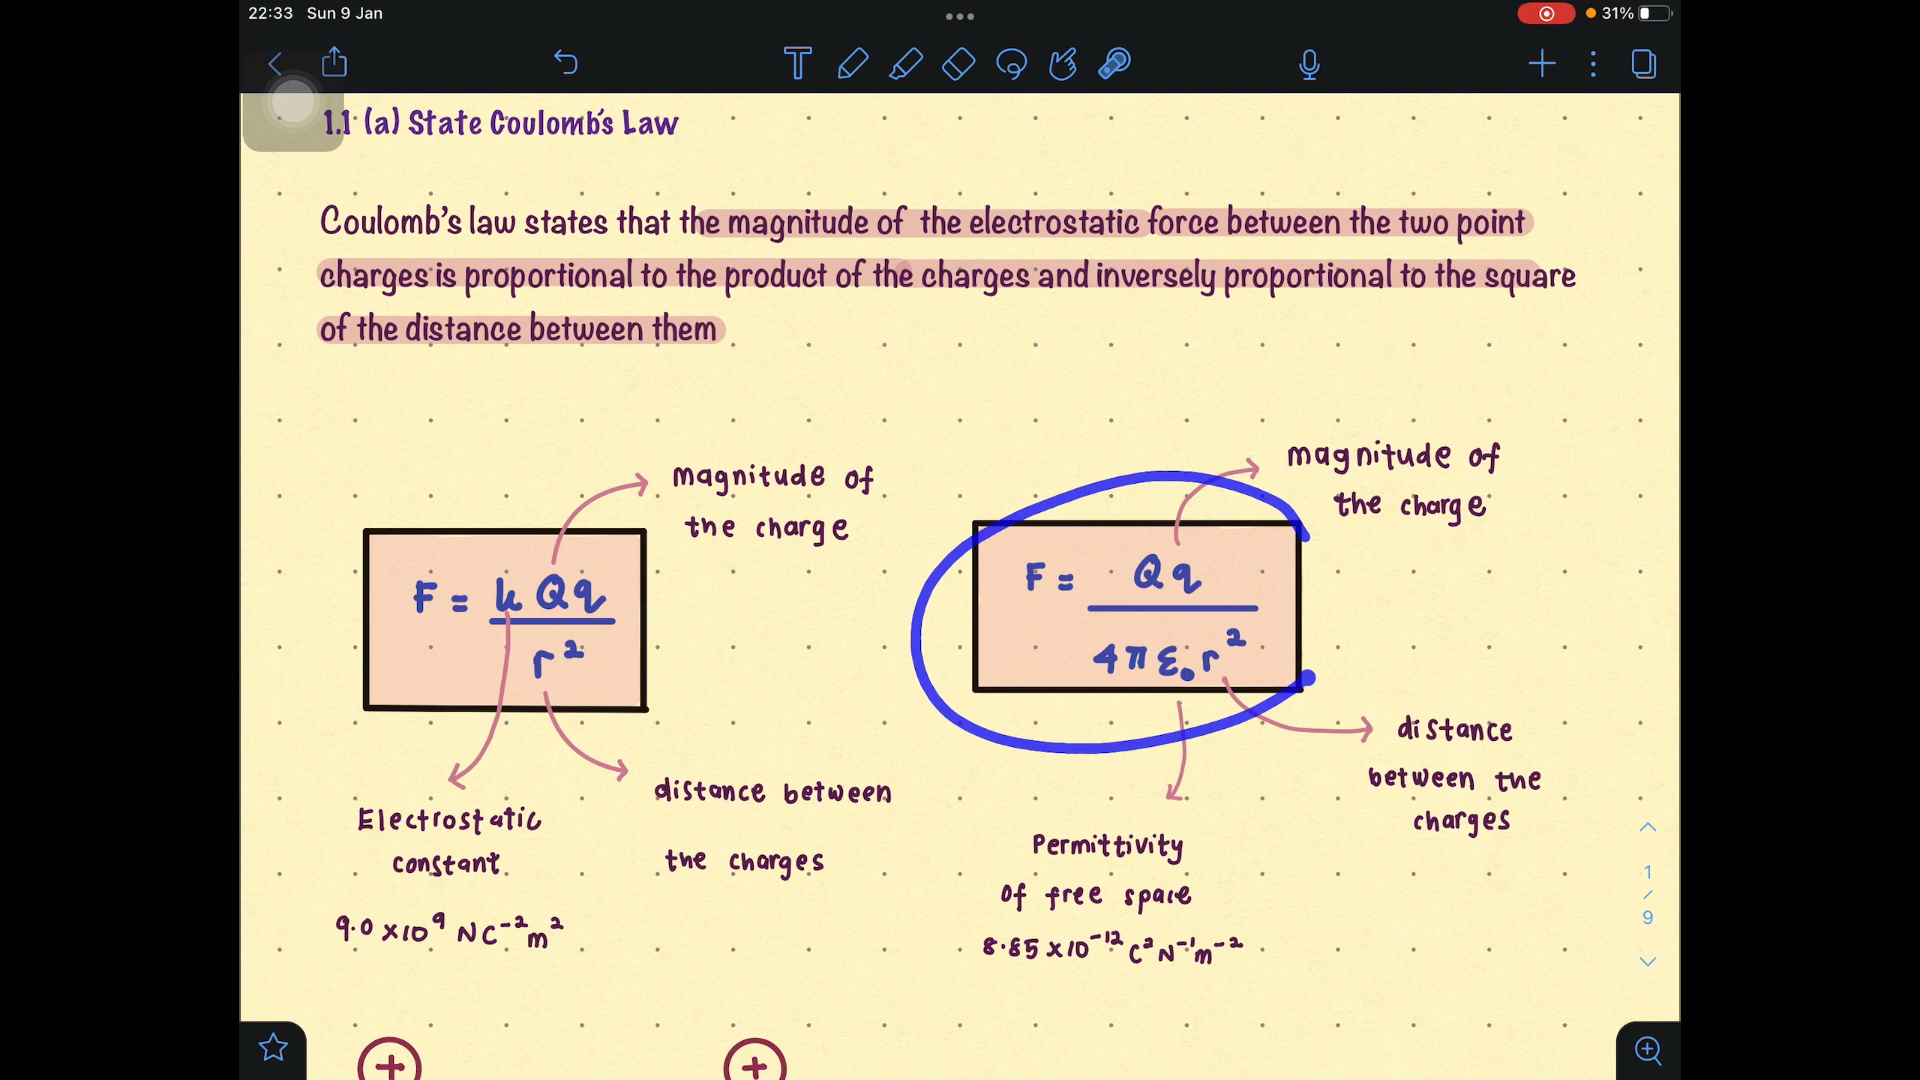 22:33 Sun 9 Jan
31%
1.1 (a) State Coulomb's Law
Coulomb's law states that the magnitude of the electrostatic force between the two point
charges is proportional to the product of the charges and inversely proportional to the square
of the distance between them
magnitude of
the charge
F = kQq
r²
Electrostatic
constant
9.0 ×10⁹ NC⁻²m²
distance between
the charges
magnitude of
the charge
F = Qq
4πε₀r²
distance
between the
charges
Permittivity
of free space
8.85 ×10⁻¹² C²N⁻¹m⁻²
1
/
9
+
+